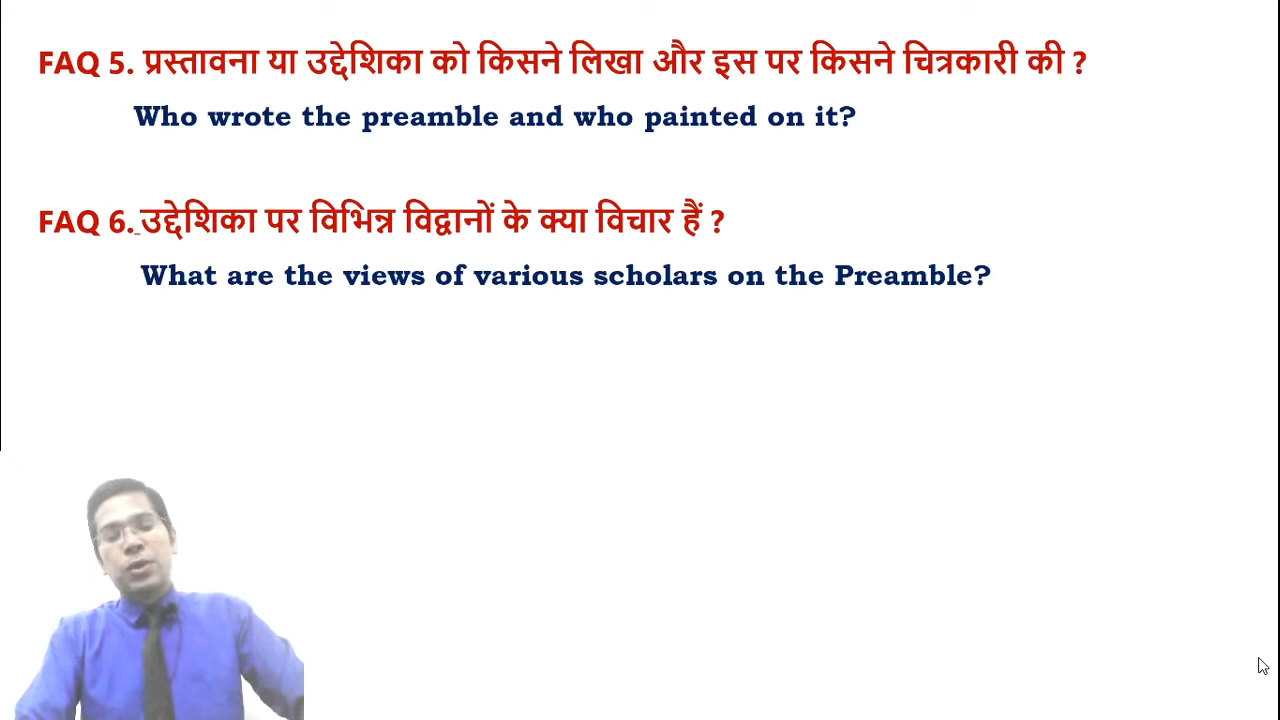 FAQ 5. प्रस्तावना या उद्देशिका को किसने लिखा और इस पर किसने चित्रकारी की ?
Who wrote the preamble and who painted on it?
FAQ 6. उद्देशिका पर विभिन्न विद्वानों के क्या विचार हैं ?
What are the views of various scholars on the Preamble?